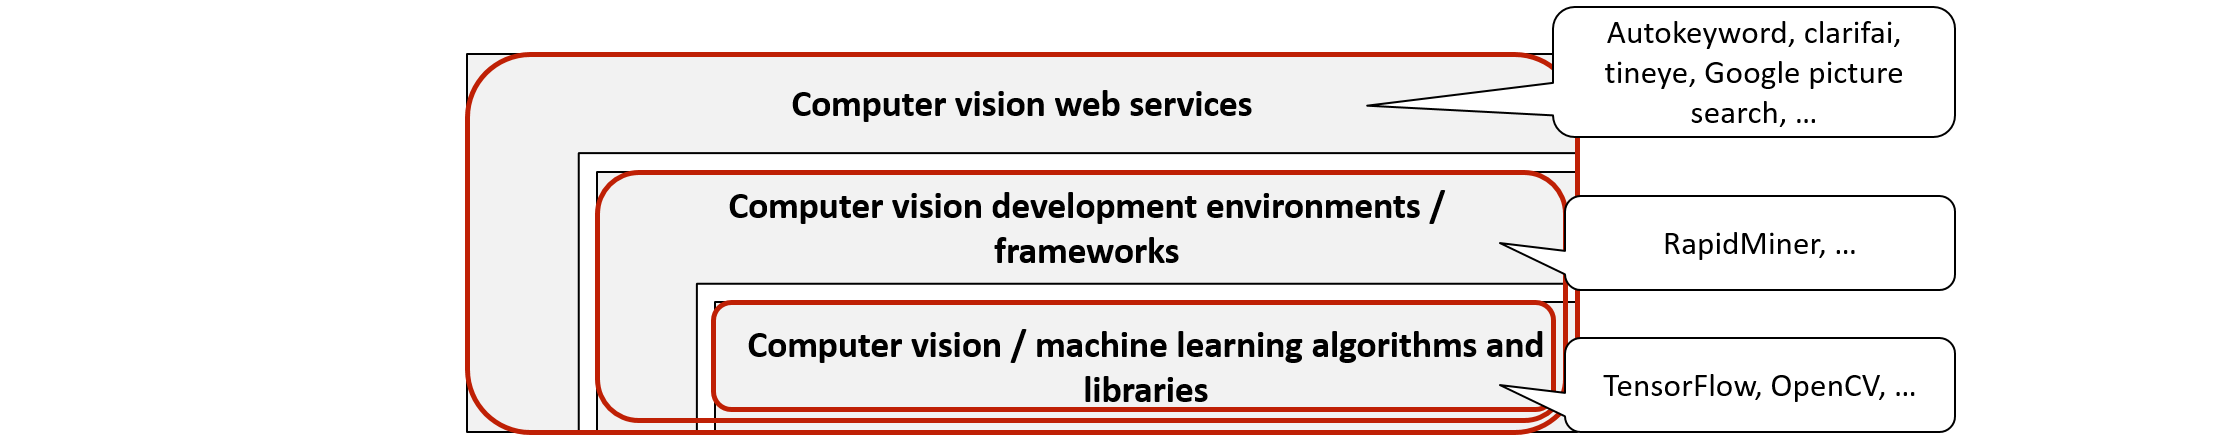 Autokeyword, clarifai,
tineye, Google picture
search, ...
Computer vision web services
Computer vision development environments /
frameworks
RapidMiner, ...
Computer vision / machine learning algorithms and
libraries
TensorFlow, OpenCV, ...